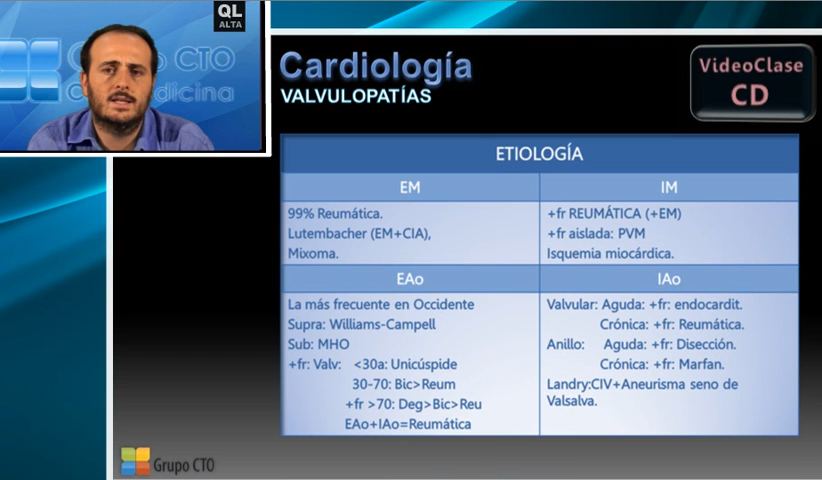 QL
ALTA
Grupo CTO
Medicina
Cardiología
VALVULOPATÍAS
VideoClase
CD
ETIOLOGÍA
EM
IM
99% Reumática.
Lutembacher (EM+CIA),
Mixoma.
+fr REUMÁTICA (+EM)
+fr aislada: PVM
Isquemia miocárdica.
EAo
IAo
La más frecuente en Occidente
Supra: Williams-Campell
Sub: MHO
+fr: Valv: <30a: Unicúspide
30-70: Bic>Reum
+fr >70: Deg>Bic>Reu
EAo+IAo=Reumática
Valvular: Aguda: +fr: endocardit.
Crónica: +fr: Reumática.
Anillo: Aguda: +fr: Disección.
Crónica: +fr: Marfan.
Landry:CIV+Aneurisma seno de
Valsalva.
Grupo CTO